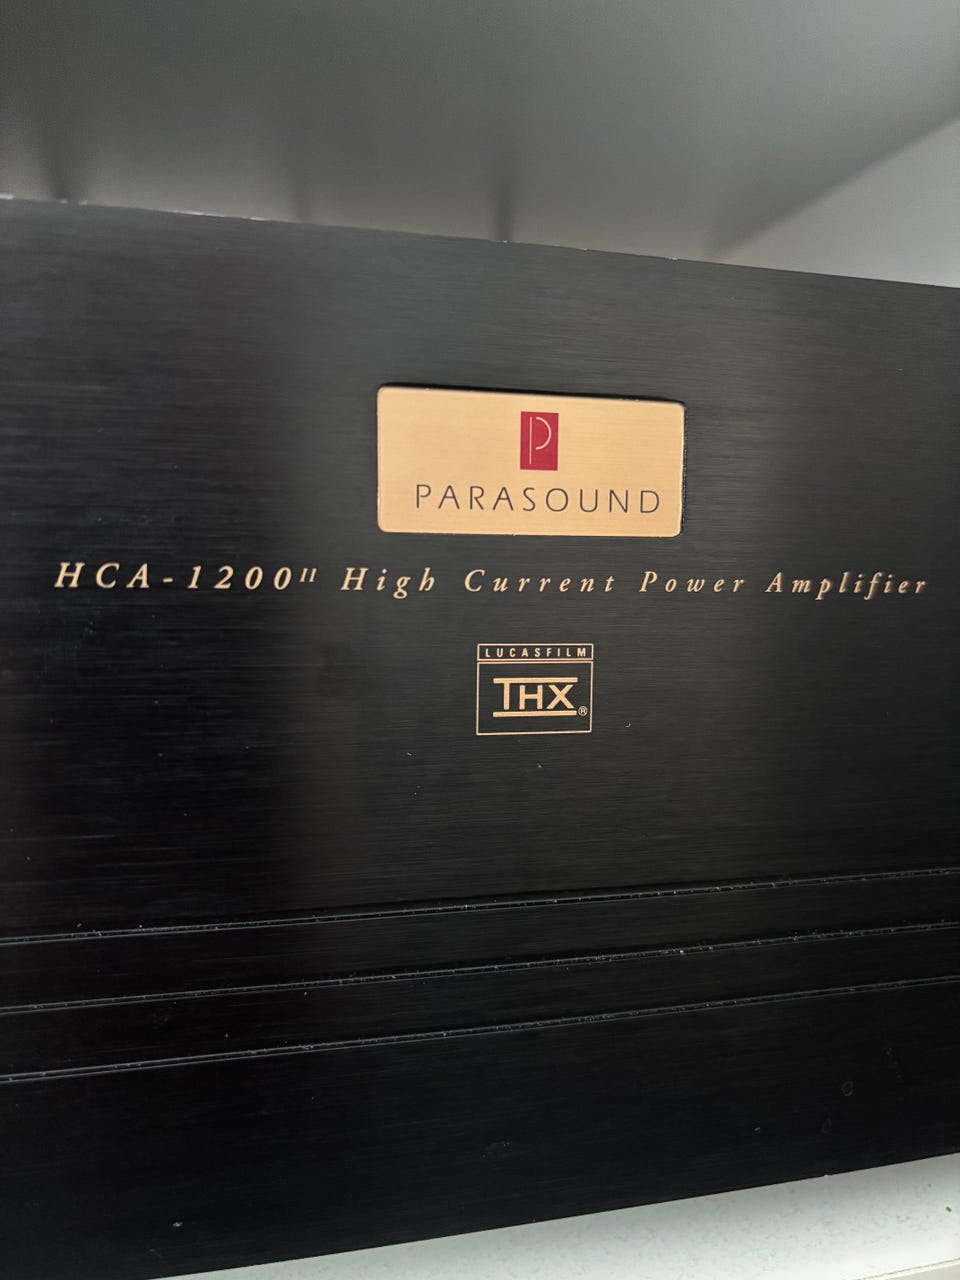 P
PARASOUND
HCA-1200II High Current Power Amplifier
LUCASFILM
THX®